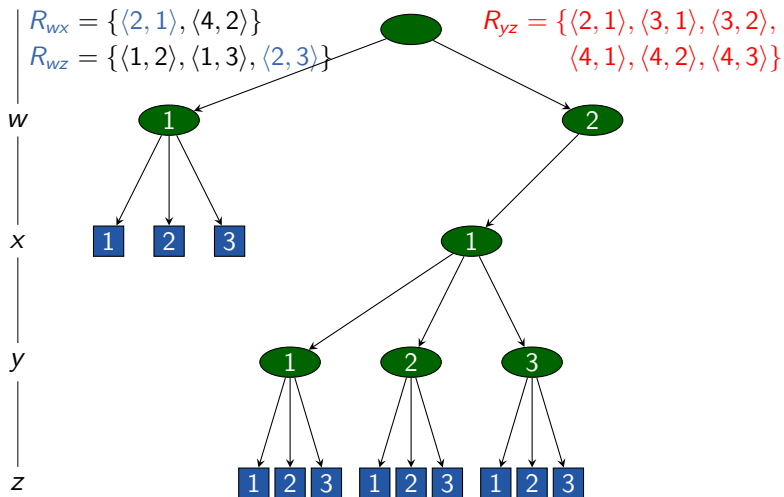 R_wx = {⟨2, 1⟩, ⟨4, 2⟩}
R_wz = {⟨1, 2⟩, ⟨1, 3⟩, ⟨2, 3⟩}
R_yz = {⟨2, 1⟩, ⟨3, 1⟩, ⟨3, 2⟩,
⟨4, 1⟩, ⟨4, 2⟩, ⟨4, 3⟩}
w 1 2
x 1 2 3 1
y 1 2 3
z 1 2 3 1 2 3 1 2 3